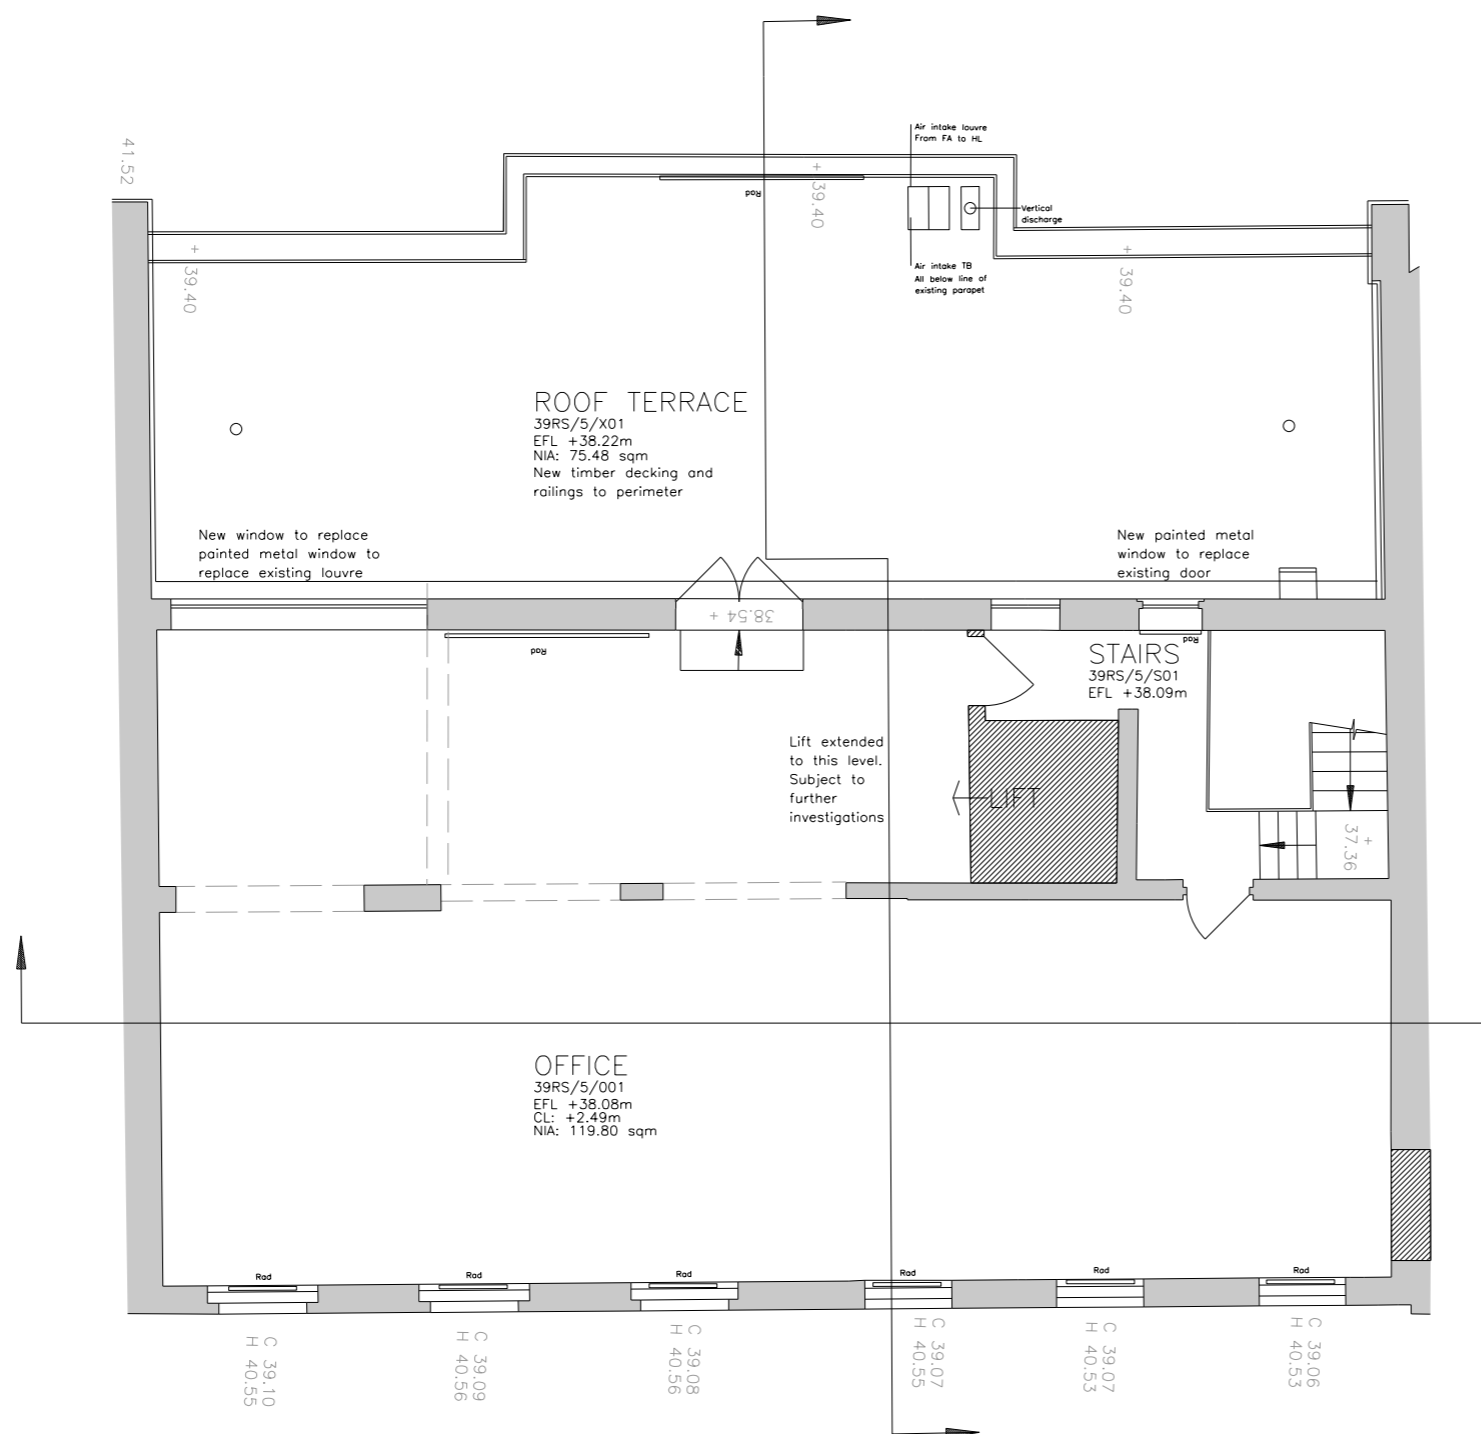 Air intake louvre
From FA to HL
41.52
+ 39.40
Rad
Vertical
discharge
+ 39.40
+ 39.40
Air intake TB
All below line of
existing parapet
ROOF TERRACE
39RS/5/X01
EFL +38.22m
NIA: 75.48 sqm
New timber decking and
railings to perimeter
New window to replace
painted metal window to
replace existing louvre
New painted metal
window to replace
existing door
+ 38.54
Rad
Rad
STAIRS
39RS/5/S01
EFL +38.09m
Lift extended
to this level.
Subject to
further
investigations
LIFT
+ 37.36
OFFICE
39RS/5/001
EFL +38.08m
CL: +2.49m
NIA: 119.80 sqm
Rad
Rad
Rad
Rad
Rad
Rad
C 39.10
H 40.55
C 39.09
H 40.56
C 39.08
H 40.56
C 39.07
H 40.55
C 39.07
H 40.53
C 39.06
H 40.53